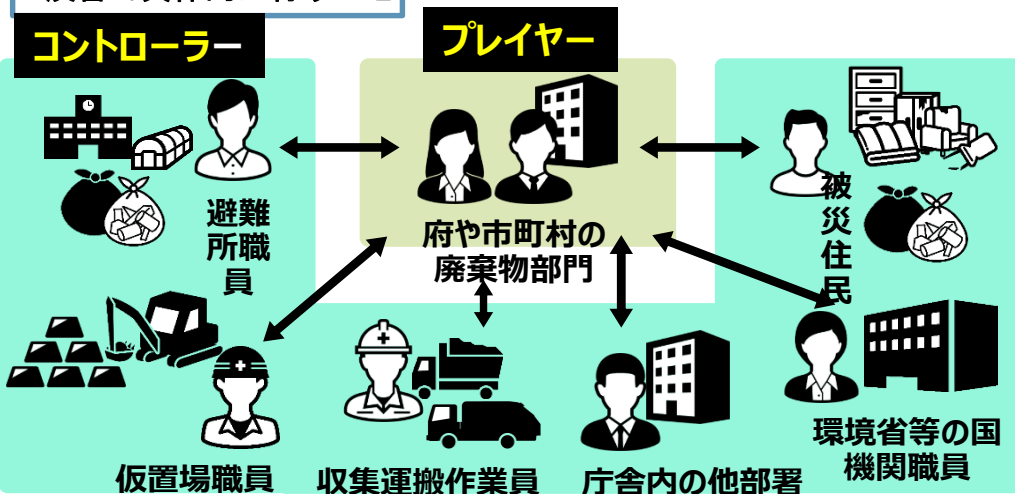 コントローラー
プレイヤー
避難
所職
員
府や市町村の
廃棄物部門
被
災
住
民
仮置場職員
収集運搬作業員
庁舎内の他部署
環境省等の国
機関職員